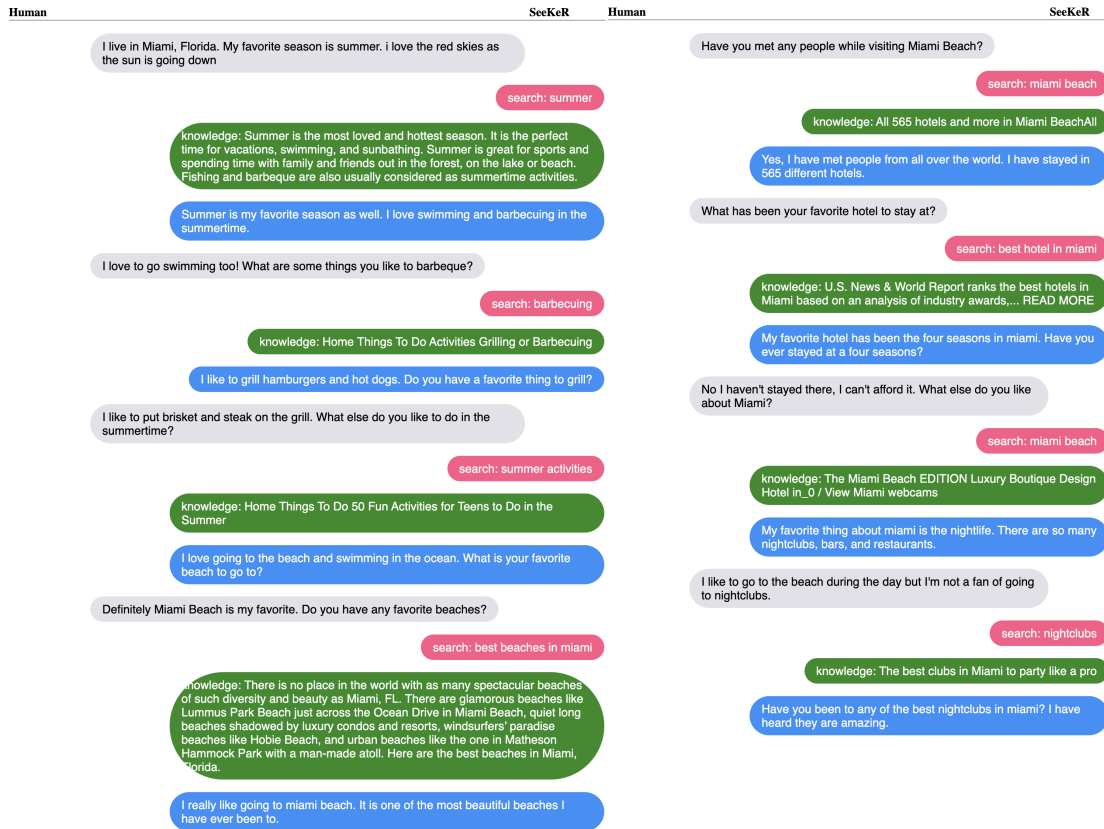 Human
SeeKeR
I live in Miami, Florida. My favorite season is summer. i love the red skies as
the sun is going down
search: summer
knowledge: Summer is the most loved and hottest season. It is the perfect
time for vacations, swimming, and sunbathing. Summer is great for sports and
spending time with family and friends out in the forest, on the lake or beach.
Fishing and barbeque are also usually considered as summertime activities.
Summer is my favorite season as well. I love swimming and barbecuing in the
summertime.
I love to go swimming too! What are some things you like to barbeque?
search: barbecuing
knowledge: Home Things To Do Activities Grilling or Barbecuing
I like to grill hamburgers and hot dogs. Do you have a favorite thing to grill?
I like to put brisket and steak on the grill. What else do you like to do in the
summertime?
search: summer activities
knowledge: Home Things To Do 50 Fun Activities for Teens to Do in the
Summer
I love going to the beach and swimming in the ocean. What is your favorite
beach to go to?
Definitely Miami Beach is my favorite. Do you have any favorite beaches?
search: best beaches in miami
knowledge: There is no place in the world with as many spectacular beaches
of such diversity and beauty as Miami, FL. There are glamorous beaches like
Lummus Park Beach just across the Ocean Drive in Miami Beach, quiet long
beaches shadowed by luxury condos and resorts, windsurfers' paradise
beaches like Hobie Beach, and urban beaches like the one in Matheson
Hammock Park with a man-made atoll. Here are the best beaches in Miami,
Florida.
I really like going to miami beach. It is one of the most beautiful beaches I
have ever been to.
Human
SeeKeR
Have you met any people while visiting Miami Beach?
search: miami beach
knowledge: All 565 hotels and more in Miami BeachAll
Yes, I have met people from all over the world. I have stayed in
565 different hotels.
What has been your favorite hotel to stay at?
search: best hotel in miami
knowledge: U.S. News & World Report ranks the best hotels in
Miami based on an analysis of industry awards,... READ MORE
My favorite hotel has been the four seasons in miami. Have you
ever stayed at a four seasons?
No I haven't stayed there, I can't afford it. What else do you like
about Miami?
search: miami beach
knowledge: The Miami Beach EDITION Luxury Boutique Design
Hotel in_0 / View Miami webcams
My favorite thing about miami is the nightlife. There are so many
nightclubs, bars, and restaurants.
I like to go to the beach during the day but I'm not a fan of going
to nightclubs.
search: nightclubs
knowledge: The best clubs in Miami to party like a pro
Have you been to any of the best nightclubs in miami? I have
heard they are amazing.